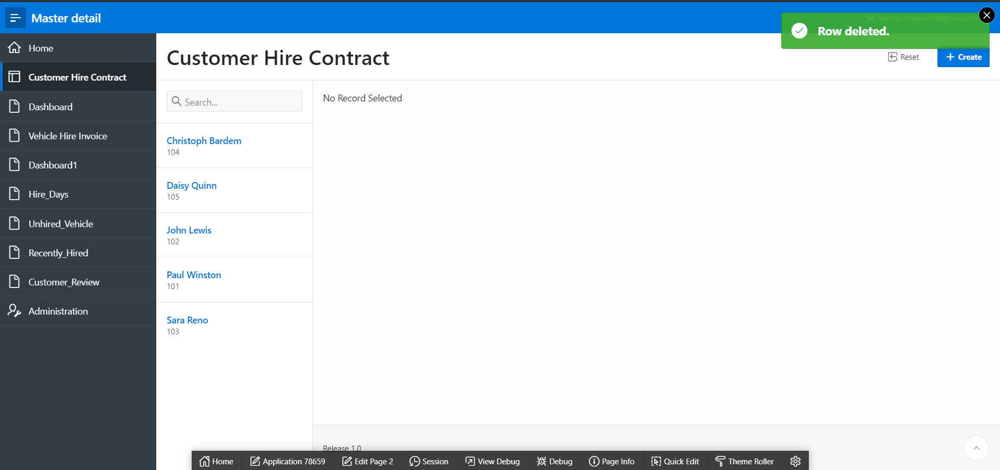 Master detail
aastha.niraula20@gmail.com
Row deleted.
Home
Customer Hire Contract
Dashboard
Vehicle Hire Invoice
Dashboard1
Hire_Days
Unhired_Vehicle
Recently_Hired
Customer_Review
Administration
Customer Hire Contract
Reset
Create
Search...
Christoph Bardem
104
Daisy Quinn
105
John Lewis
102
Paul Winston
101
Sara Reno
103
No Record Selected
Release 1.0
Home Application 78659 Edit Page 2 Session View Debug Debug Page Info Quick Edit Theme Roller